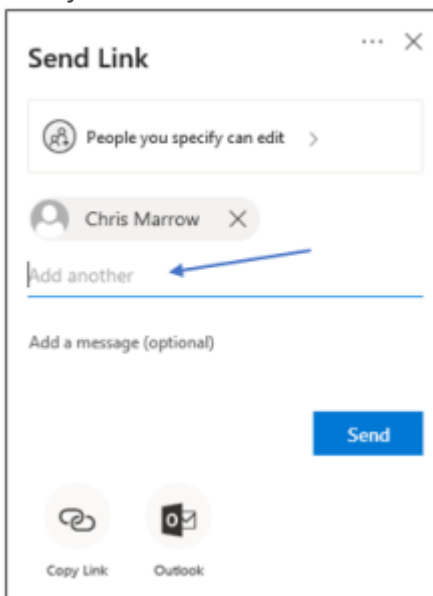 Send Link
People you specify can edit
Chris Marrow
Add another
Add a message (optional)
Send
Copy Link
Outlook